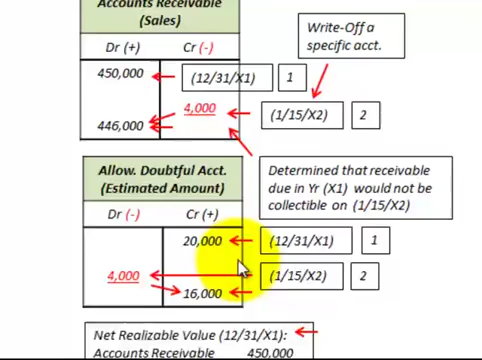 Accounts Receivable
(Sales)
Write-Off a
specific acct.
Dr (+) Cr (-)
450,000 (12/31/X1) 1
4,000 (1/15/X2) 2
446,000
Allow. Doubtful Acct.
(Estimated Amount)
Determined that receivable
due in Yr (X1) would not be
collectible on (1/15/X2)
Dr (-) Cr (+)
20,000 (12/31/X1) 1
4,000 (1/15/X2) 2
16,000
Net Realizable Value (12/31/X1):
Accounts Receivable 450,000